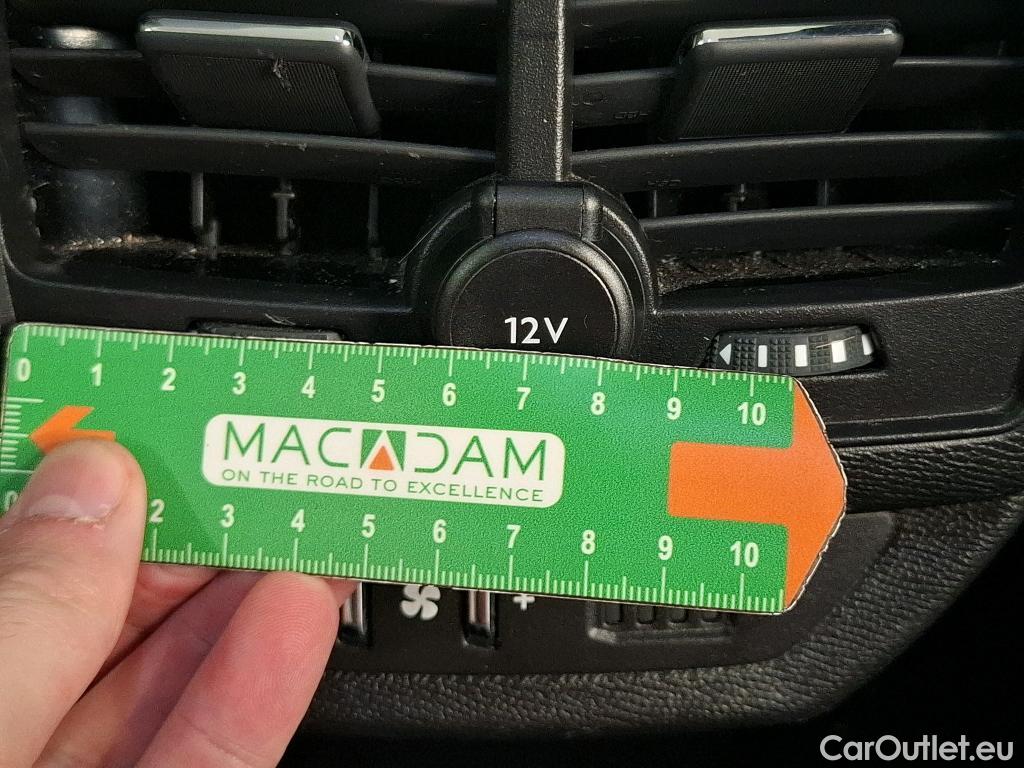 12V
0 1 2 3 4 5 6 7 8 9 10
MACADAM
ON THE ROAD TO EXCELLENCE
0 2 3 4 5 6 7 8 9 10
+
CarOutlet.eu